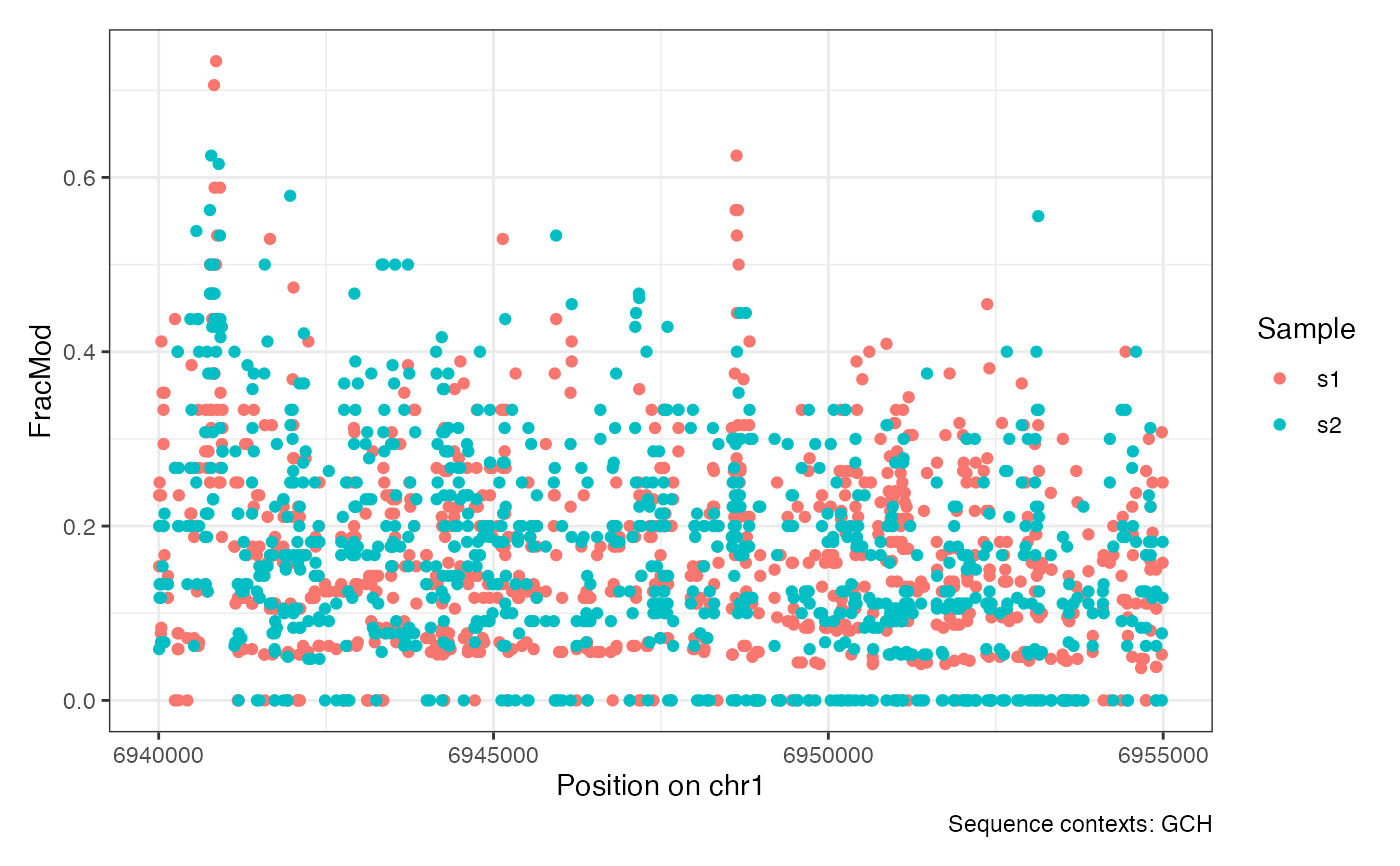 FracMod
0.6
0.4
0.2
0.0
6940000 6945000 6950000 6955000
Position on chr1
Sample
s1
s2
Sequence contexts: GCH